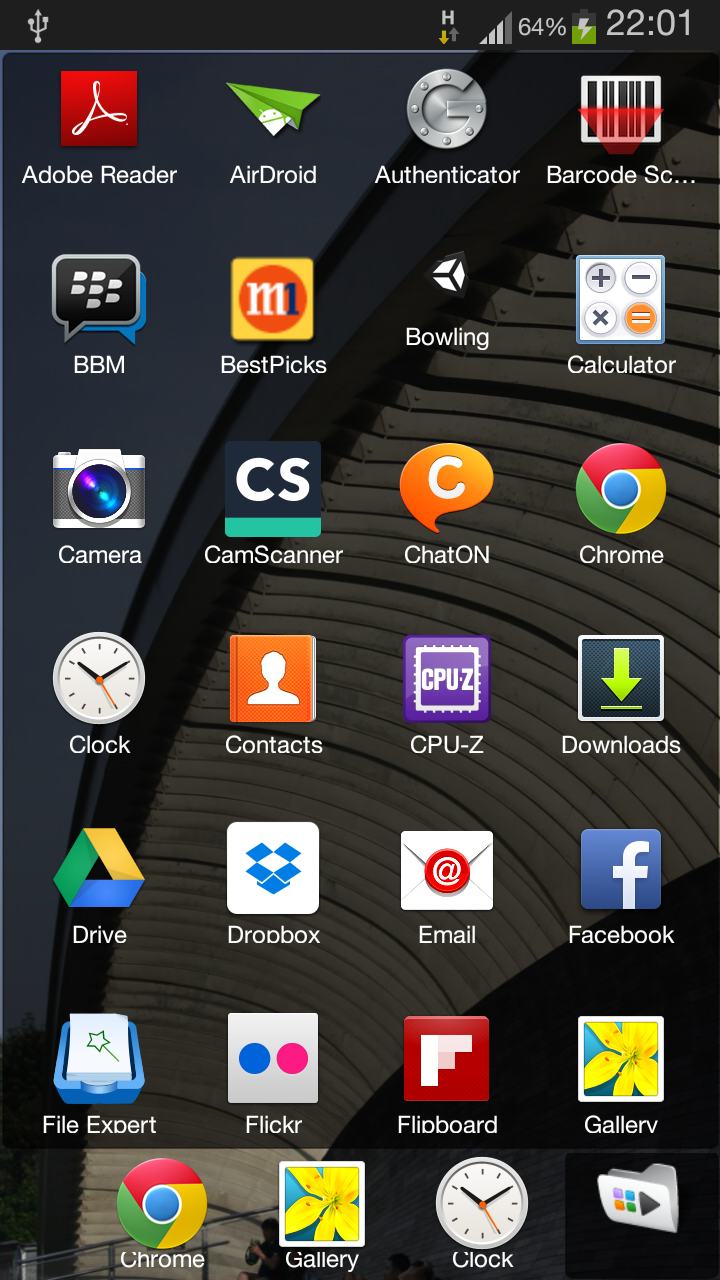 H 64% 22:01
Adobe Reader AirDroid Authenticator Barcode Sc...
BBM BestPicks Bowling Calculator
m1
CS C
Camera CamScanner ChatON Chrome
CPU-Z
Clock Contacts CPU-Z Downloads
@ f
Drive Dropbox Email Facebook
File Expert Flickr Flipboard Gallery
Chrome Gallery Clock